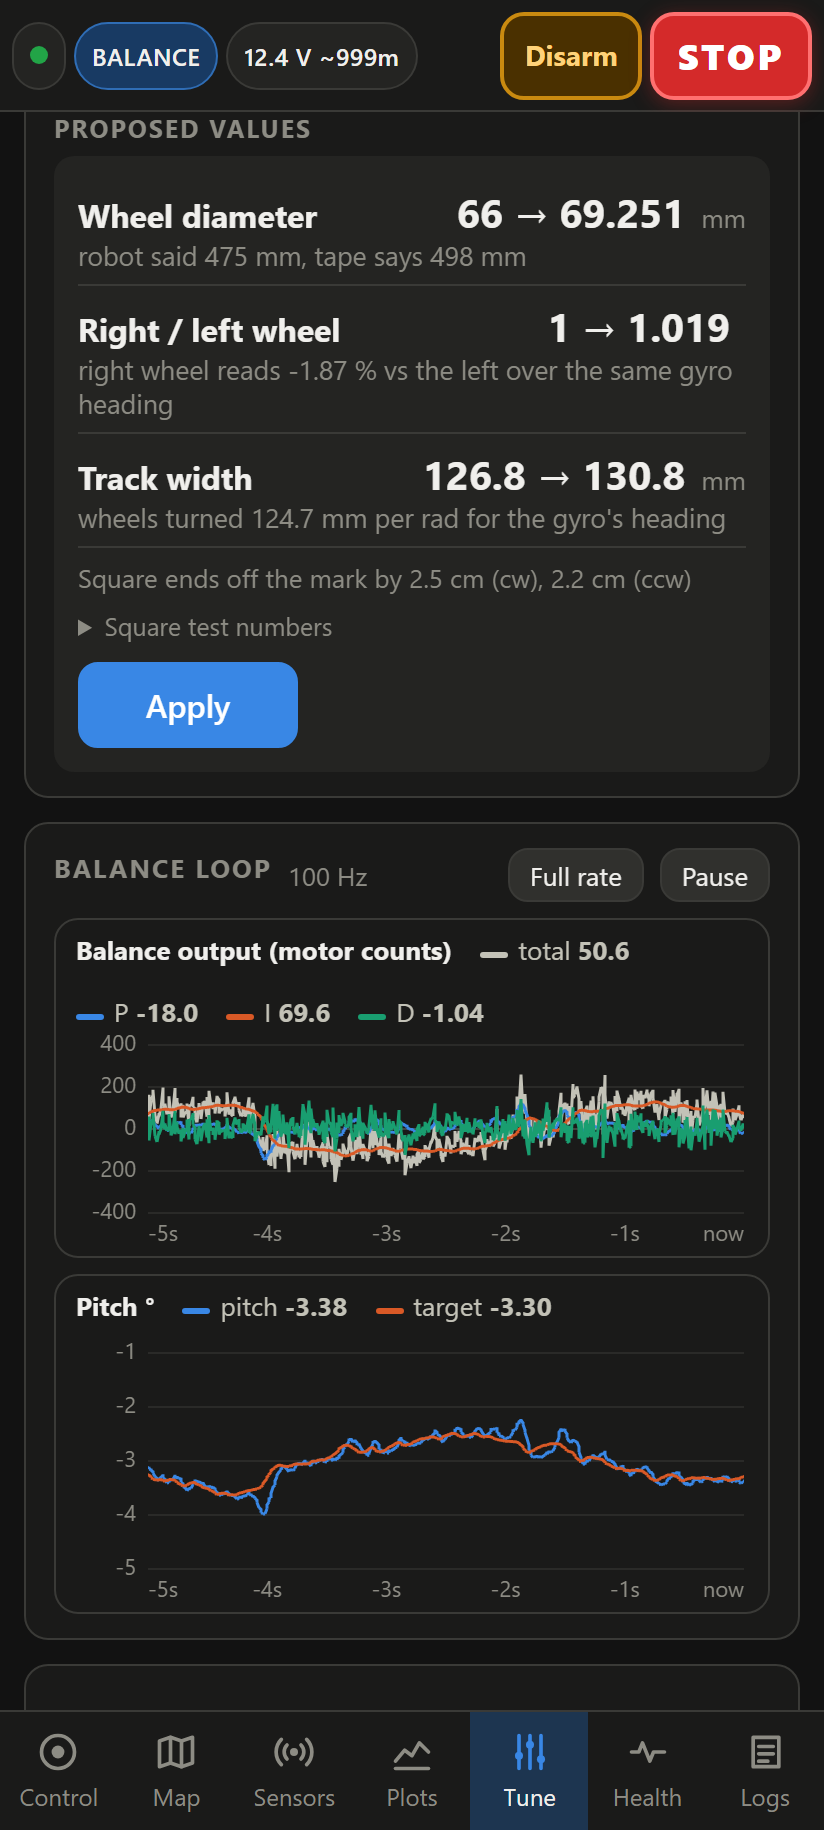 BALANCE
12.4 V ~999m
Disarm
STOP
PROPOSED VALUES
Wheel diameter 66 → 69.251 mm
robot said 475 mm, tape says 498 mm
Right / left wheel 1 → 1.019
right wheel reads -1.87 % vs the left over the same gyro
heading
Track width 126.8 → 130.8 mm
wheels turned 124.7 mm per rad for the gyro's heading
Square ends off the mark by 2.5 cm (cw), 2.2 cm (ccw)
▶ Square test numbers
Apply
BALANCE LOOP 100 Hz Full rate Pause
Balance output (motor counts) total 50.6
P -18.0 I 69.6 D -1.04
400
200
0
-200
-400
-5s -4s -3s -2s -1s now
Pitch ° pitch -3.38 target -3.30
-1
-2
-3
-4
-5
-5s -4s -3s -2s -1s now
Control Map Sensors Plots Tune Health Logs